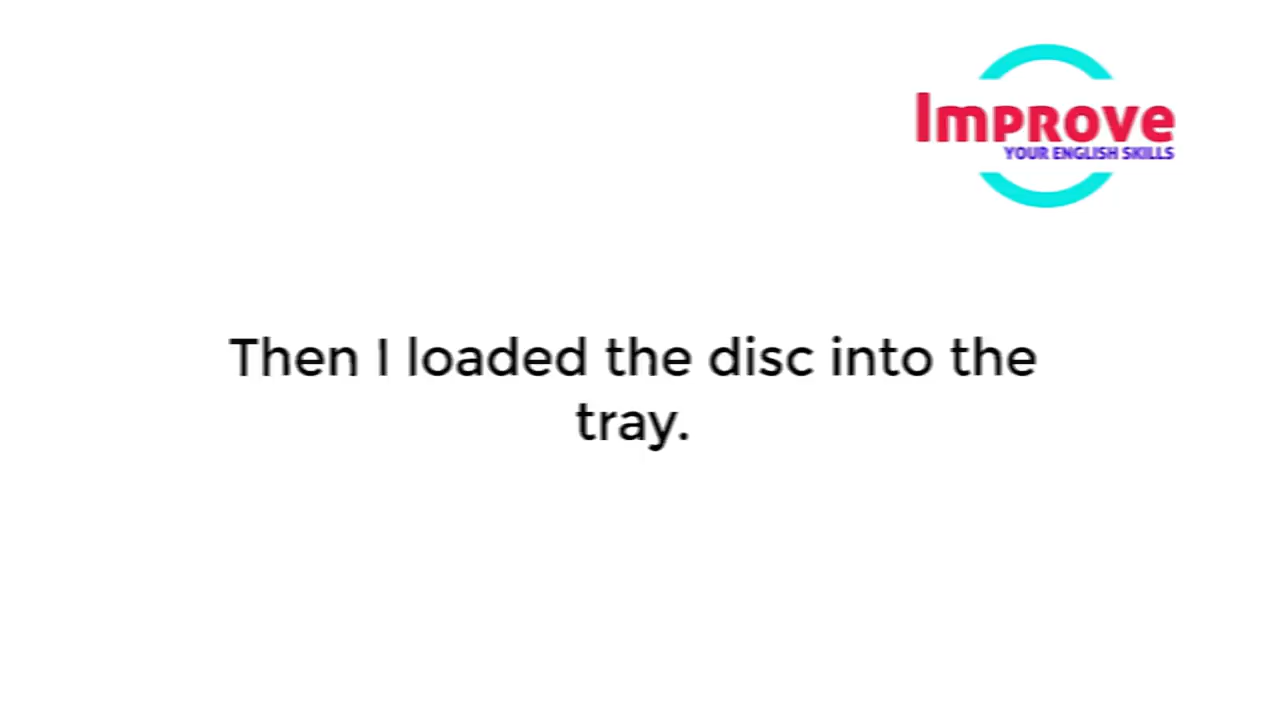 Improve
YOUR ENGLISH SKILLS
Then I loaded the disc into the
tray.